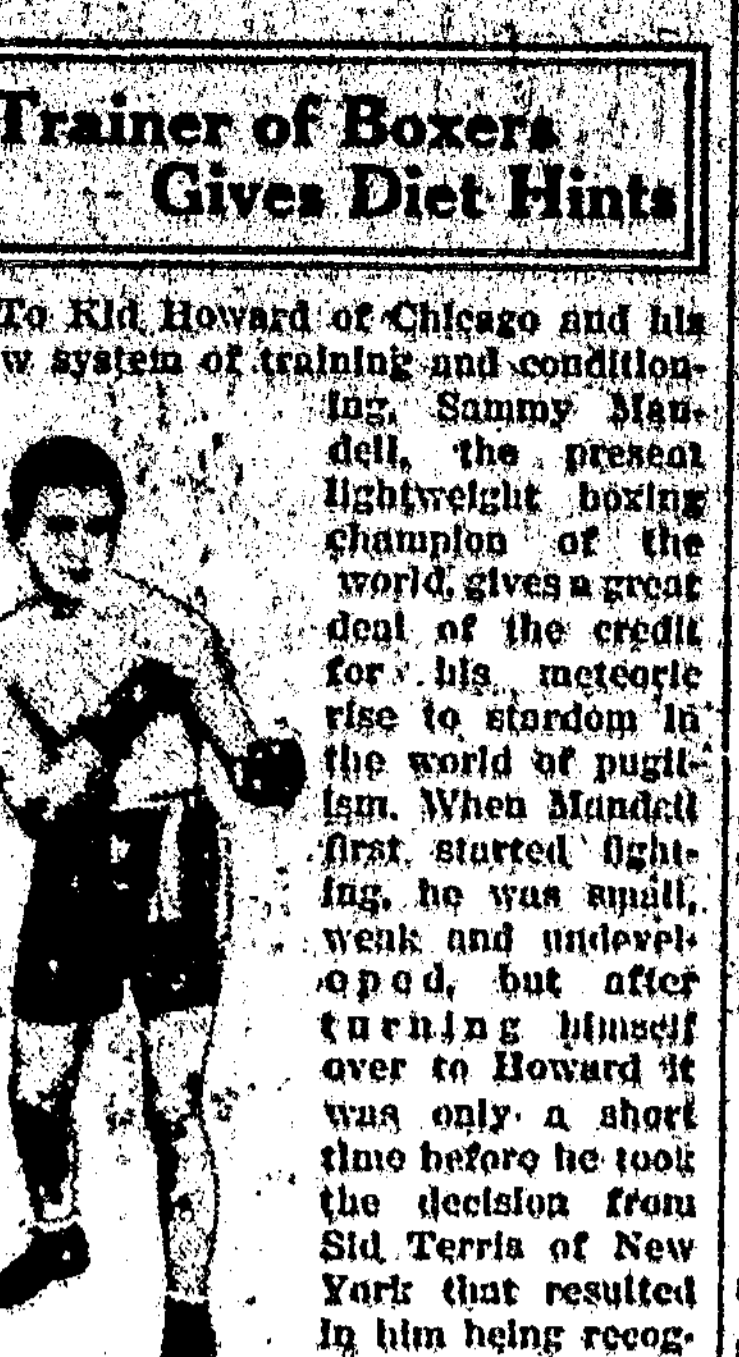 Trainer of Boxers
Gives Diet Hints
To Kid Howard of Chicago and his
w system of training and condition-
ing, Sammy Man-
dell, the present
lightweight boxing
champion of the
world, gives a great
deal of the credit
for his meteoric
rise to stardom in
the world of pugil-
ism. When Mandell
first started fight-
ing, he was small,
weak and undevel-
oped, but after
turning himself
over to Howard it
was only a short
time before he took
the decision from
Sid Terris of New
York that resulted
in him being recog-